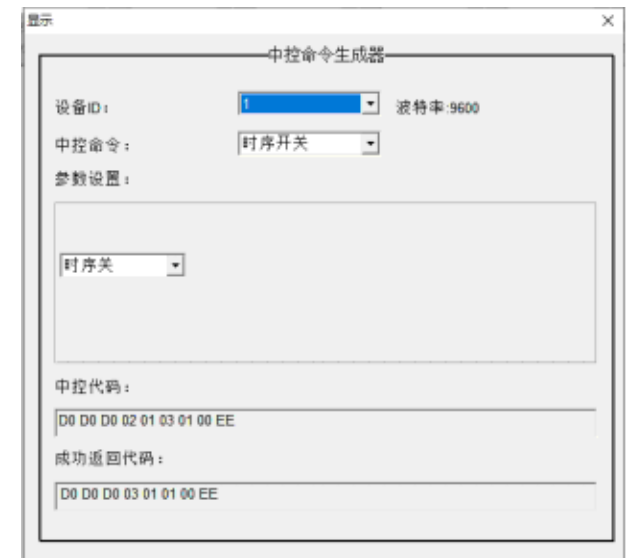 显示
中控命令生成器
设备ID： 1 波特率:9600
中控命令： 时序开关
参数设置：
时序关
中控代码：
D0 D0 D0 02 01 03 01 00 EE
成功返回代码：
D0 D0 D0 03 01 01 00 EE